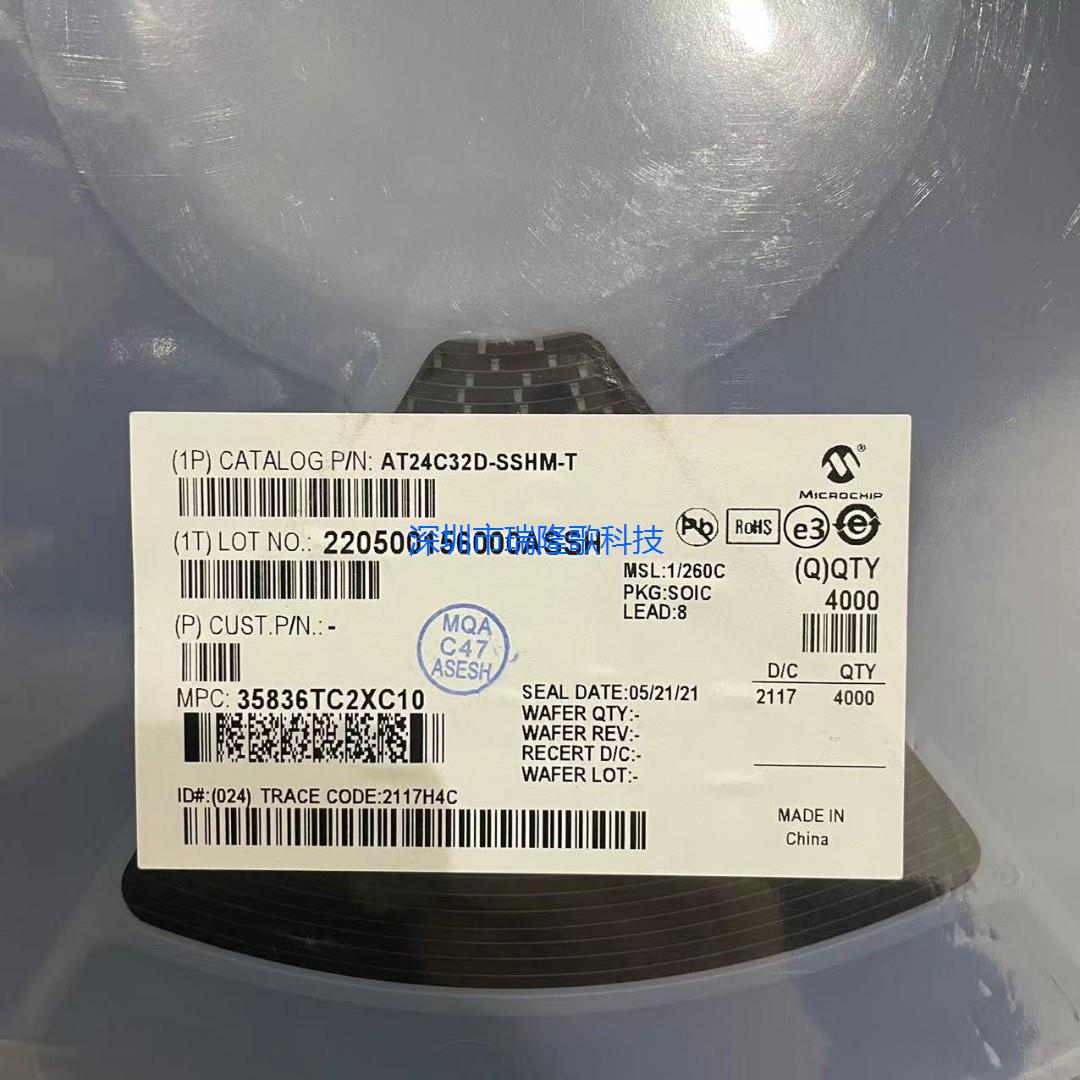 (1P) CATALOG P/N: AT24C32D-SSHM-T
MICROCHIP
(1T) LOT NO.: 220500156000ASSH
深圳市瑞隆歌科技
Pb
RoHS
e3
e
MSL:1/260C
PKG:SOIC
LEAD:8
(Q)QTY
4000
(P) CUST.P/N.: -
MQA
C47
ASESH
D/C QTY
2117 4000
MPC: 35836TC2XC10
SEAL DATE:05/21/21
WAFER QTY:-
WAFER REV:-
RECERT D/C:-
WAFER LOT:-
ID#:(024) TRACE CODE:2117H4C
MADE IN
China